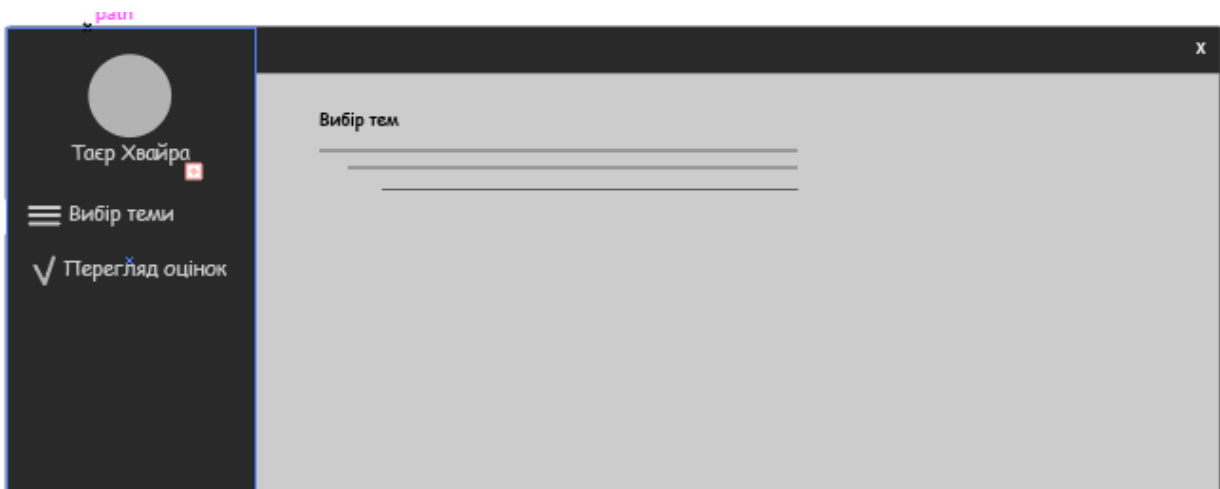 path
x
Таєр Хвайра
Вибір теми
Перегляд оцінок
Вибір тем